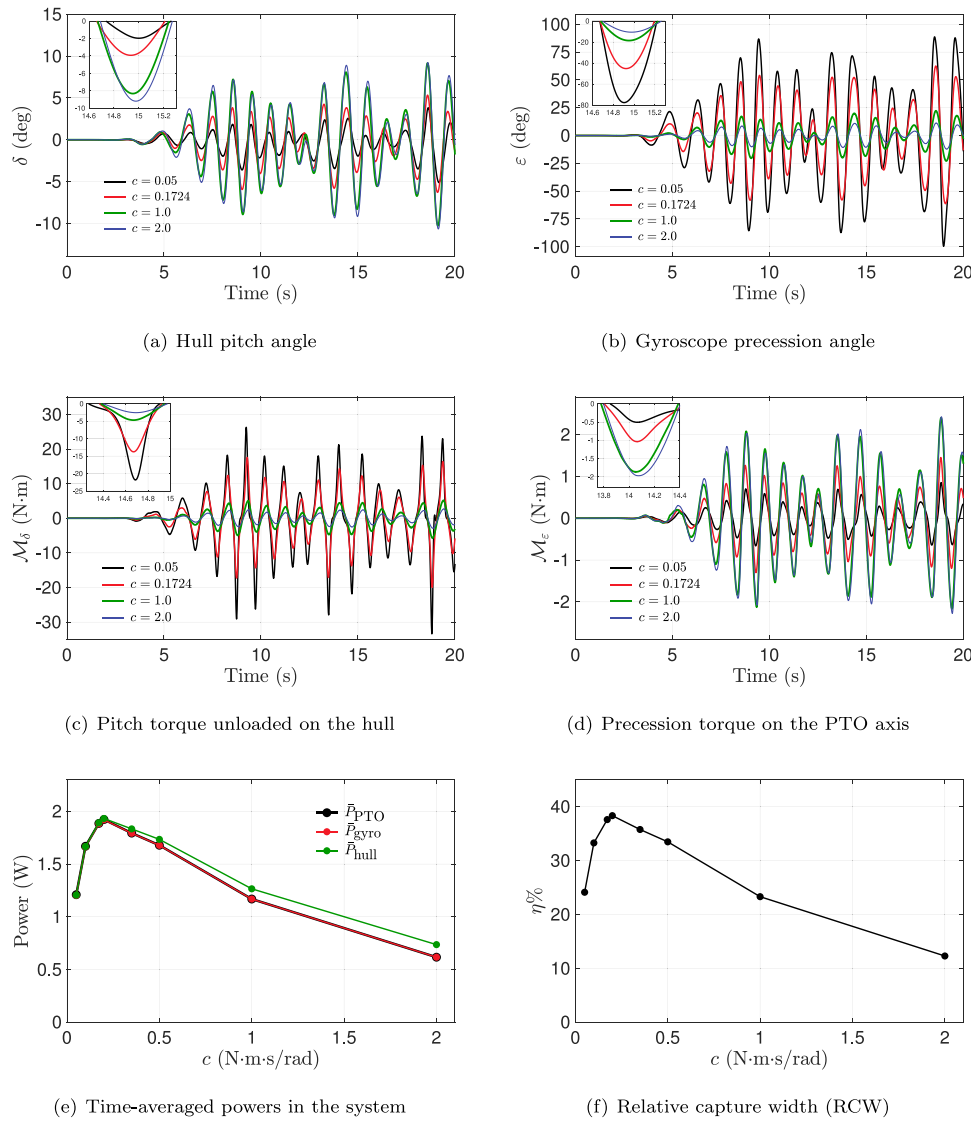 15
10
5
0
-5
-10
δ (deg)
0 5 10 15 20
Time (s)
0
-2
-4
-6
-8
-10
14.6 14.8 15 15.2
c = 0.05
c = 0.1724
c = 1.0
c = 2.0
(a) Hull pitch angle
100
75
50
25
0
-25
-50
-75
-100
ε (deg)
0 5 10 15 20
Time (s)
0
-20
-40
-60
-80
14.6 14.8 15 15.2
c = 0.05
c = 0.1724
c = 1.0
c = 2.0
(b) Gyroscope precession angle
30
20
10
0
-10
-20
-30
ℳδ (N·m)
0 5 10 15 20
Time (s)
0
-5
-10
-15
-20
-25
14.4 14.6 14.8 15
c = 0.05
c = 0.1724
c = 1.0
c = 2.0
(c) Pitch torque unloaded on the hull
2
1
0
-1
-2
ℳε (N·m)
0 5 10 15 20
Time (s)
0
-0.5
-1
-1.5
-2
13.8 14 14.2 14.4
c = 0.05
c = 0.1724
c = 1.0
c = 2.0
(d) Precession torque on the PTO axis
2
1.5
1
0.5
0
Power (W)
0 0.5 1 1.5 2
c (N·m·s/rad)
P̄PTO
P̄gyro
P̄hull
(e) Time-averaged powers in the system
40
30
20
10
0
η%
0 0.5 1 1.5 2
c (N·m·s/rad)
(f) Relative capture width (RCW)